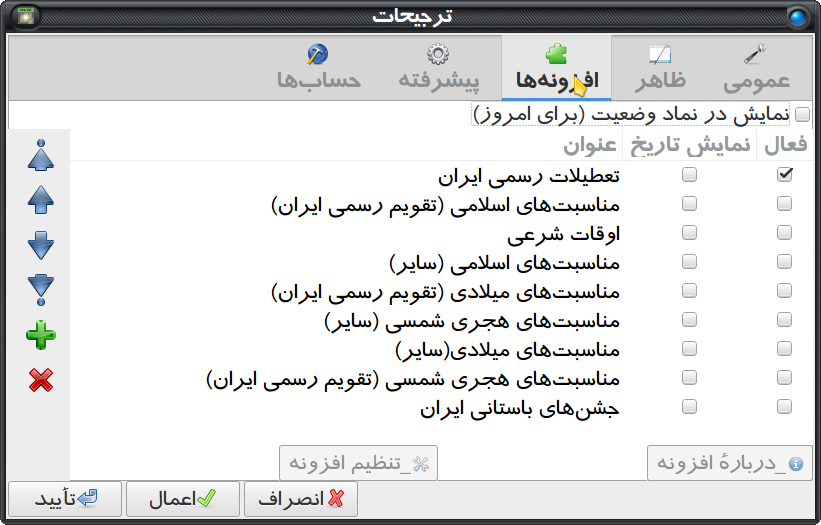 ترجیحات
عمومی
ظاهر
افزونه‌ها
پیشرفته
حساب‌ها
نمایش در نماد وضعیت (برای امروز)
فعال نمایش تاریخ عنوان
تعطیلات رسمی ایران
مناسبت‌های اسلامی (تقویم رسمی ایران)
اوقات شرعی
مناسبت‌های اسلامی (سایر)
مناسبت‌های میلادی (تقویم رسمی ایران)
مناسبت‌های هجری شمسی (سایر)
مناسبت‌های میلادی(سایر)
مناسبت‌های هجری شمسی (تقویم رسمی ایران)
جشن‌های باستانی ایران
_دربارهٔ افزونه
_تنظیم افزونه
انصراف
اعمال
تأیید